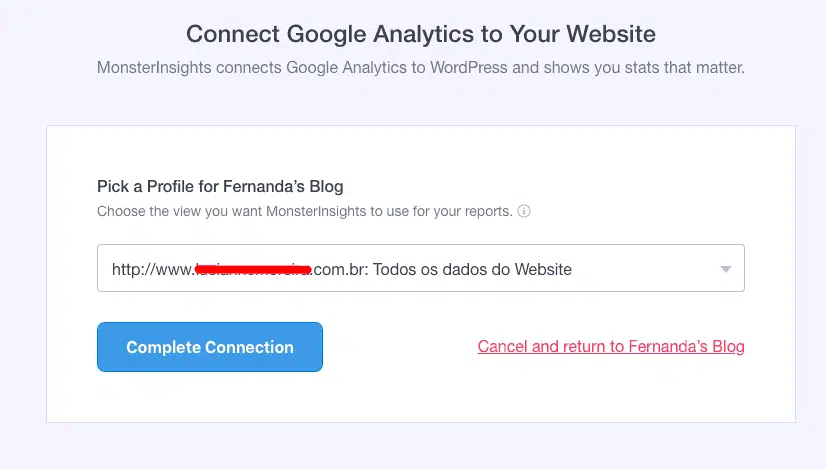 Connect Google Analytics to Your Website
MonsterInsights connects Google Analytics to WordPress and shows you stats that matter.
Pick a Profile for Fernanda’s Blog
Choose the view you want MonsterInsights to use for your reports.
http://www. .com.br: Todos os dados do Website
Complete Connection
Cancel and return to Fernanda’s Blog